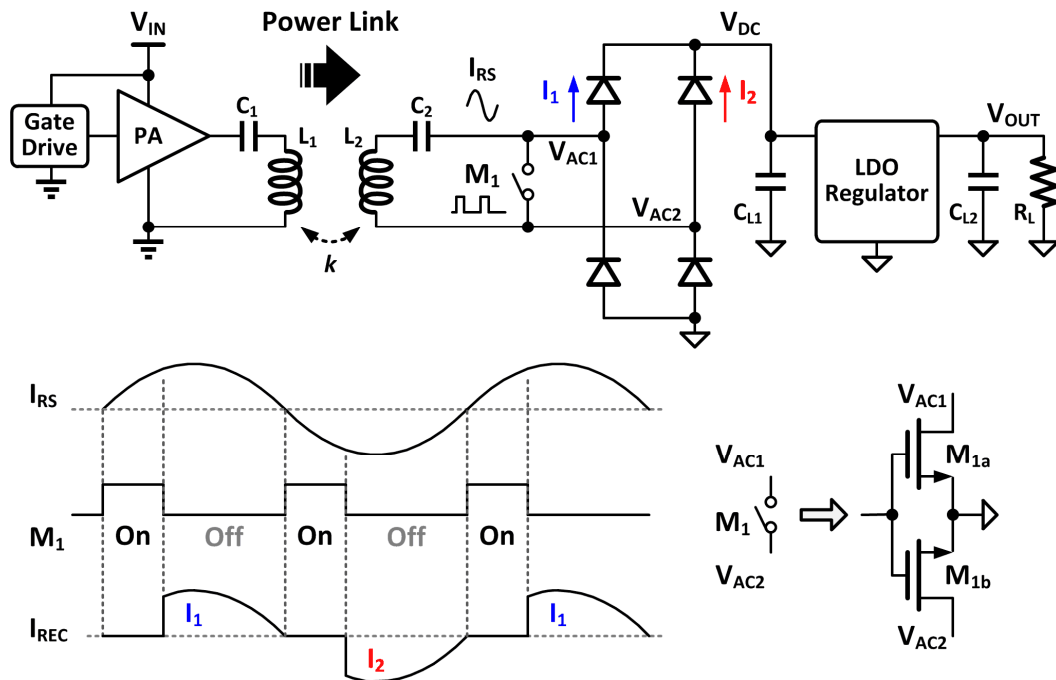 V_IN
Power Link
V_DC
I_RS
I_1
I_2
Gate
Drive
PA
C_1
L_1
L_2
C_2
V_AC1
M_1
V_AC2
k
C_L1
LDO
Regulator
V_OUT
C_L2
R_L
I_RS
M_1
On
Off
On
Off
On
I_REC
I_1
I_2
I_1
V_AC1
M_1
V_AC2
V_AC1
M_1a
M_1b
V_AC2